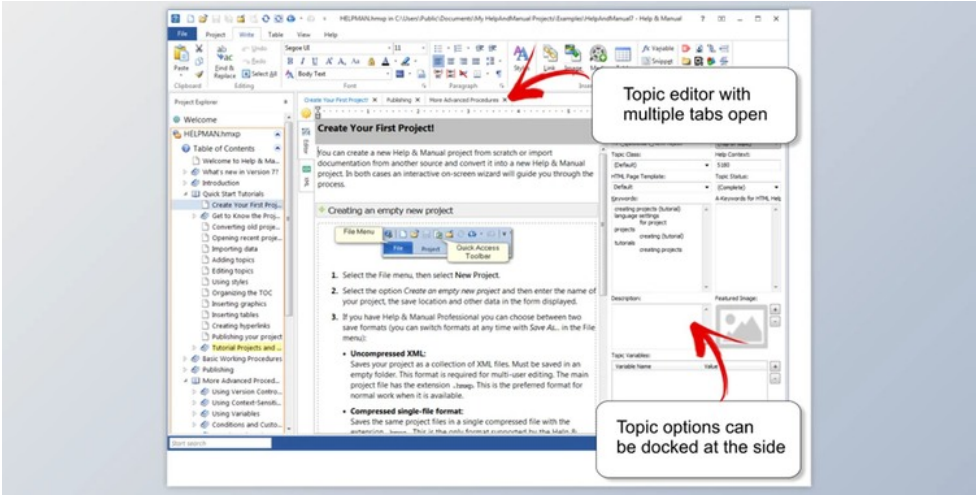 HELPMAN.hmxp in C:\Users\Public\Documents\My HelpAndManual Projects\Examples\HelpAndManual7 - Help & Manual
File Project Write Table View Help
Paste
Find & Replace
Select All
Undo
Redo
Segoe UI 11
Body Text
Styles Link Image
Variable
Snippet
Clipboard Editing Font Paragraph
Topic editor with
multiple tabs open
Project Explorer
Welcome
HELPMAN.hmxp
Table of Contents
Welcome to Help & Ma...
What's new in Version 7?
Introduction
Quick Start Tutorials
Create Your First Proj...
Get to Know the Proj...
Converting old proje...
Opening recent proje...
Importing data
Adding topics
Editing topics
Using styles
Organizing the TOC
Inserting graphics
Inserting tables
Creating hyperlinks
Publishing your project
Tutorial Projects and ...
Basic Working Procedures
Publishing
More Advanced Proced...
Using Version Contro...
Using Context-Sensiti...
Using Variables
Conditions and Custo...
Start search
Create Your First Project! Publishing More Advanced Procedures
Editor
XML
Create Your First Project!
You can create a new Help & Manual project from scratch or import
documentation from another source and convert it into a new Help & Manual
project. In both cases an interactive on-screen wizard will guide you through the
process.
Creating an empty new project
File Menu
File Project
Quick Access
Toolbar
1. Select the File menu, then select New Project.
2. Select the option Create an empty new project and then enter the name of
your project, the save location and other data in the form displayed.
3. If you have Help & Manual Professional you can choose between two
save formats (you can switch formats at any time with Save As... in the File
menu):
• Uncompressed XML:
Saves your project as a collection of XML files. Must be saved in an
empty folder. This format is required for multi-user editing. The main
project file has the extension .hmxp. This is the preferred format for
normal work when it is available.
• Compressed single-file format:
Saves the same project files in a single compressed file with the
Topic Class: Help Context:
(Default) 5180
HTML Page Template: Topic Status:
Default (Complete)
Keywords: A-Keywords for HTML Help
creating projects (tutorial)
language settings
for project
projects
creating (tutorial)
tutorials
creating projects
Description: Featured Image:
Topic Variables:
Variable Name Value
Topic options can
be docked at the side